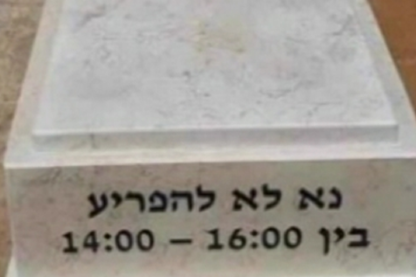 נא לא להפריע
בין 16:00 – 14:00